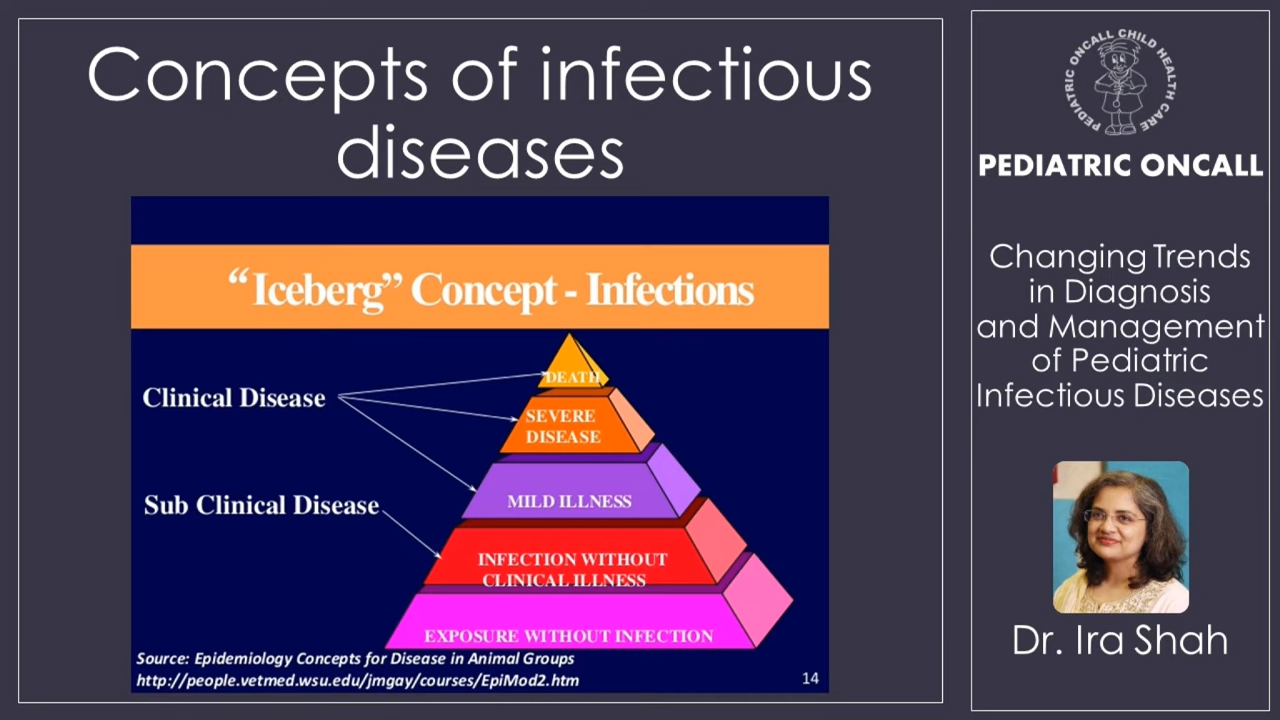 Concepts of infectious
diseases
“Iceberg” Concept - Infections
Clinical Disease
Sub Clinical Disease
DEATH
SEVERE
DISEASE
MILD ILLNESS
INFECTION WITHOUT
CLINICAL ILLNESS
EXPOSURE WITHOUT INFECTION
Source: Epidemiology Concepts for Disease in Animal Groups
http://people.vetmed.wsu.edu/jmgay/courses/EpiMod2.htm
14
PEDIATRIC ONCALL CHILD HEALTH CARE
PEDIATRIC ONCALL
Changing Trends
in Diagnosis
and Management
of Pediatric
Infectious Diseases
Dr. Ira Shah